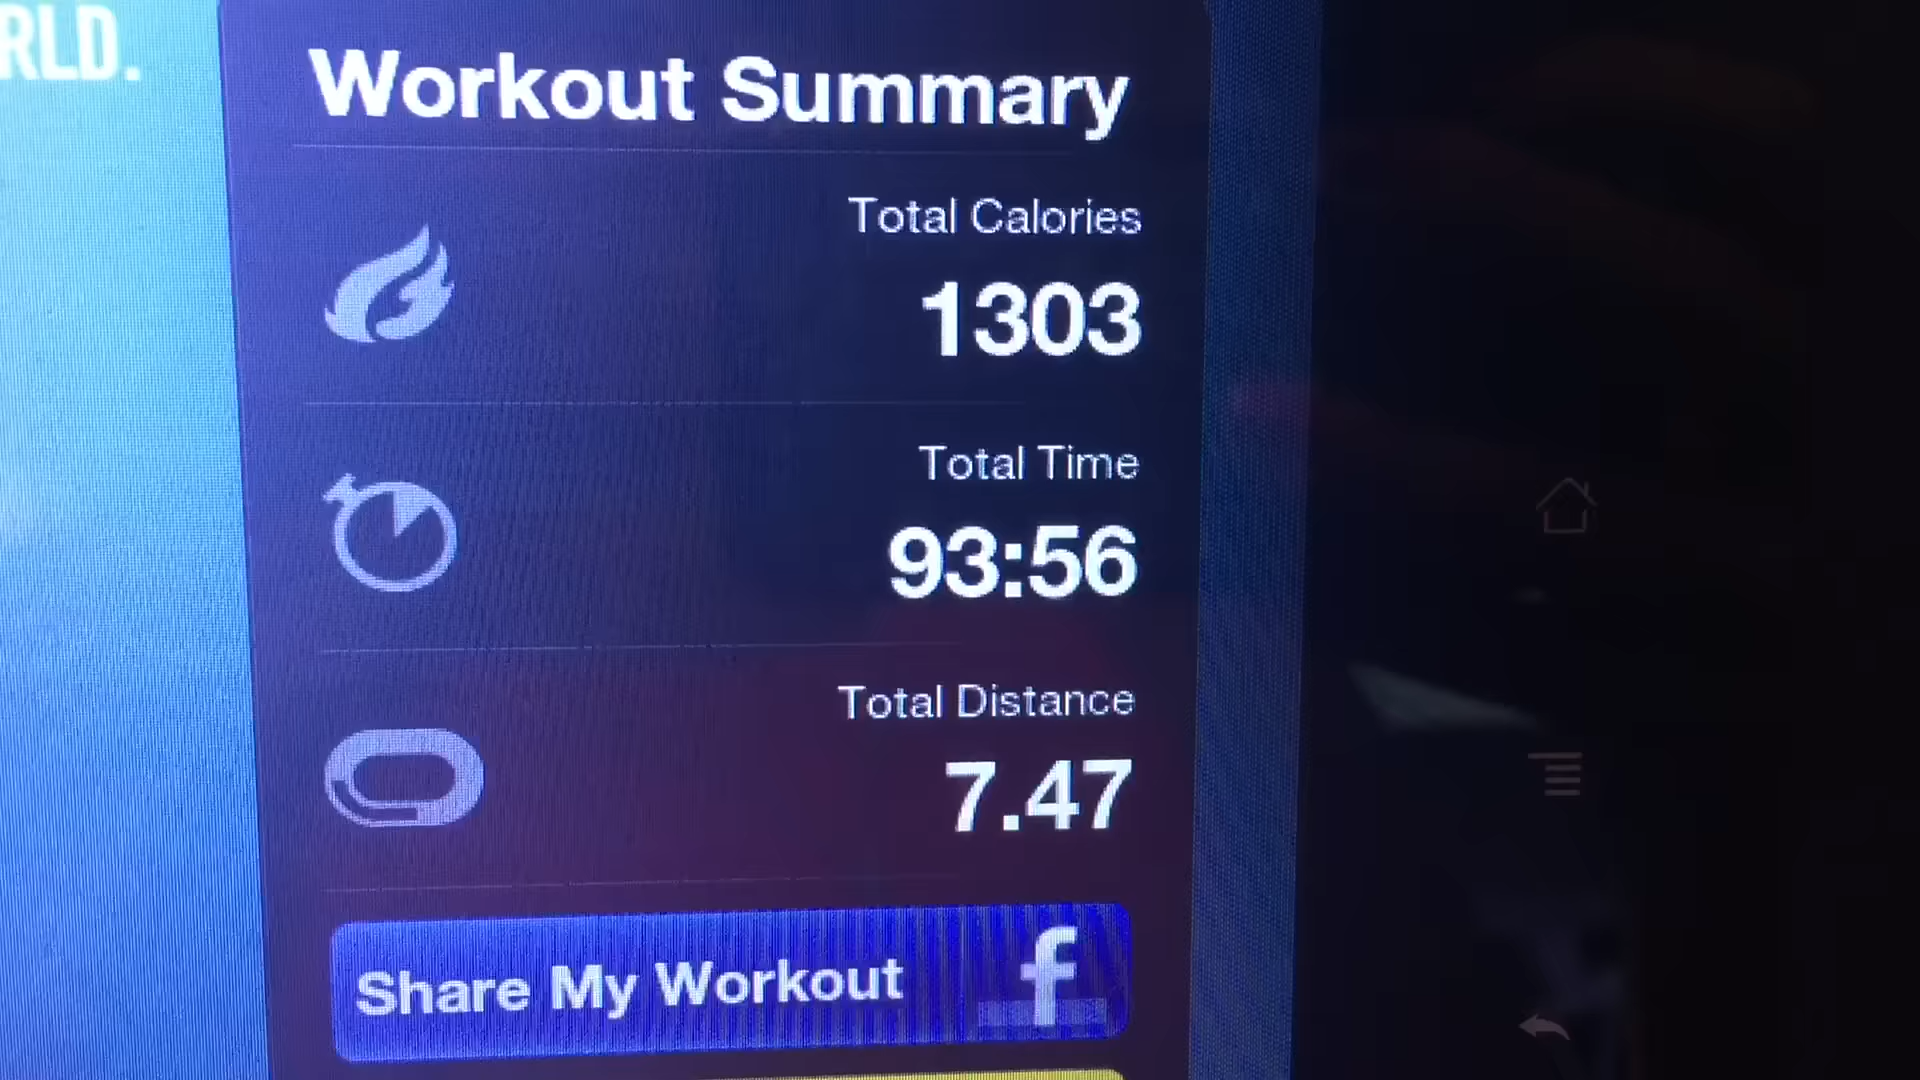 RLD.
Workout Summary
Total Calories
1303
Total Time
93:56
Total Distance
7.47
Share My Workout f